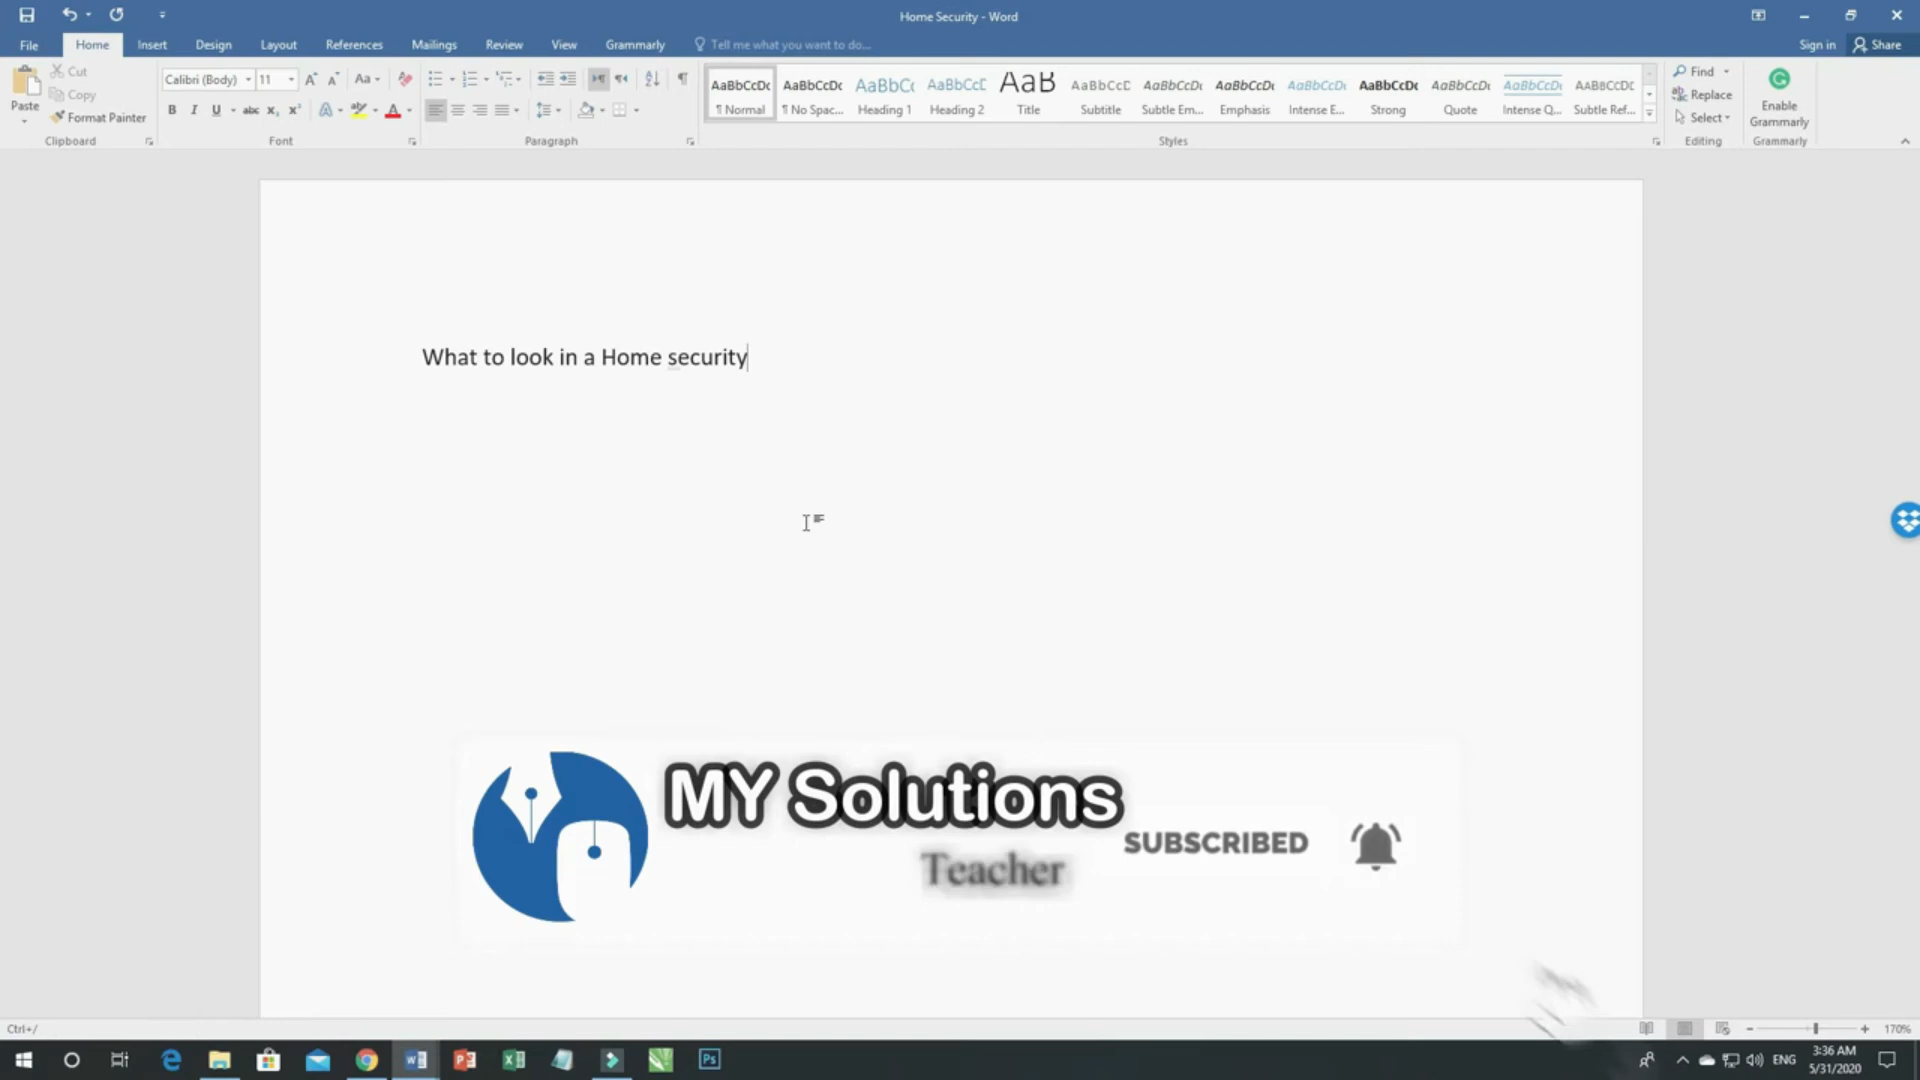 Home Security - Word
File Home Insert Design Layout References Mailings Review View Grammarly Tell me what you want to do... Sign in Share
Paste
Cut
Copy
Format Painter
Clipboard
Calibri (Body) 11
Font
Paragraph
AaBbCcDc AaBbCcDc AaBbCc AaBbCcE AaB AaBbCcD AaBbCcDc AaBbCcDc AaBbCcDc AaBbCcDc AaBbCcDc AaBbCcDc AaBbCcDc
¶ Normal ¶ No Spac... Heading 1 Heading 2 Title Subtitle Subtle Em... Emphasis Intense E... Strong Quote Intense Q... Subtle Ref...
Styles
Find
Replace
Select
Editing
Enable
Grammarly
Grammarly
What to look in a Home security
MY Solutions
Teacher
SUBSCRIBED
Ctrl+/
170%
ENG
3:36 AM
5/31/2020